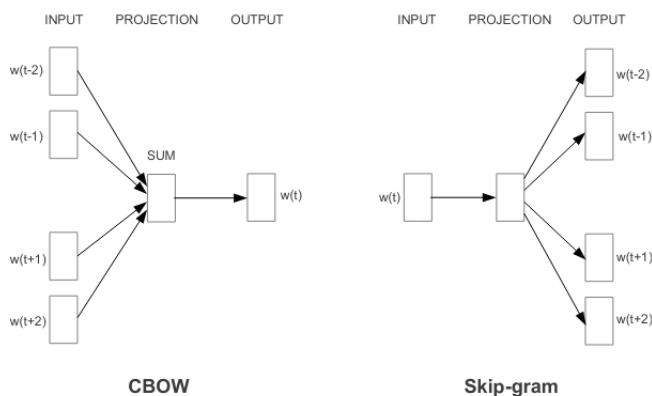 INPUT PROJECTION OUTPUT
w(t-2)
w(t-1)
SUM
w(t)
w(t+1)
w(t+2)
CBOW
INPUT PROJECTION OUTPUT
w(t-2)
w(t-1)
w(t)
w(t+1)
w(t+2)
Skip-gram